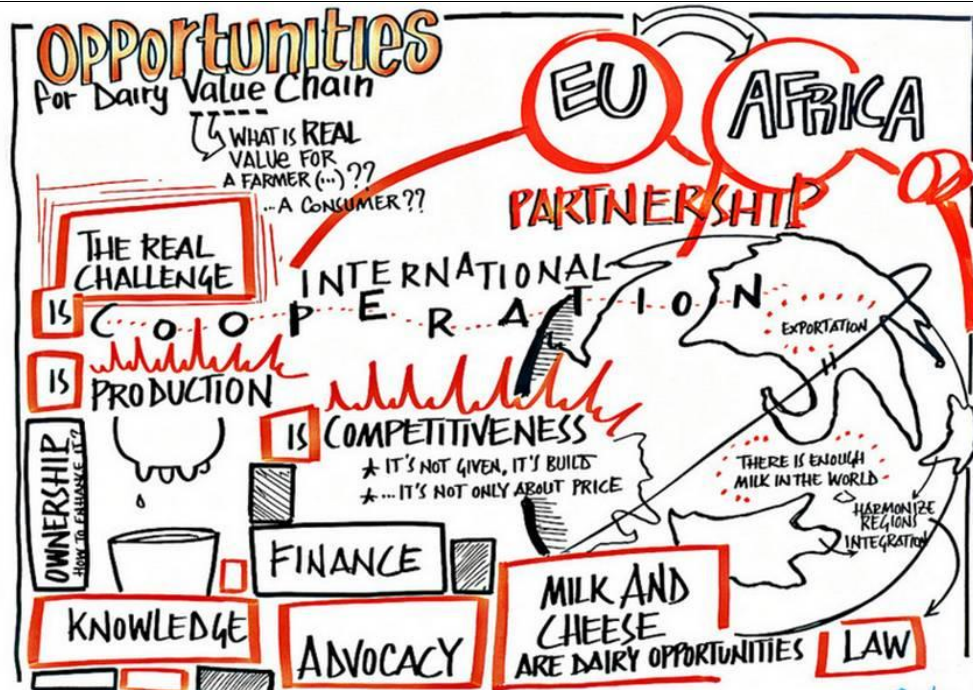 OPPORTUNITIES
for Dairy Value Chain
WHAT IS REAL
VALUE FOR
A FARMER (...) ??
... A CONSUMER ??
EU
AFRICA
PARTNERSHIP
THE REAL
CHALLENGE
IS
INTERNATIONAL
COOPERATION
IS
PRODUCTION
IS
COMPETITIVENESS
★ IT'S NOT GIVEN, IT'S BUILD
★ ... IT'S NOT ONLY ABOUT PRICE
EXPORTATION
THERE IS ENOUGH
MILK IN THE WORLD
HARMONIZE
REGIONS
INTEGRATION
OWNERSHIP
HOW TO ENHANCE IT?
FINANCE
KNOWLEDGE
ADVOCACY
MILK AND
CHEESE
ARE DAIRY OPPORTUNITIES
LAW